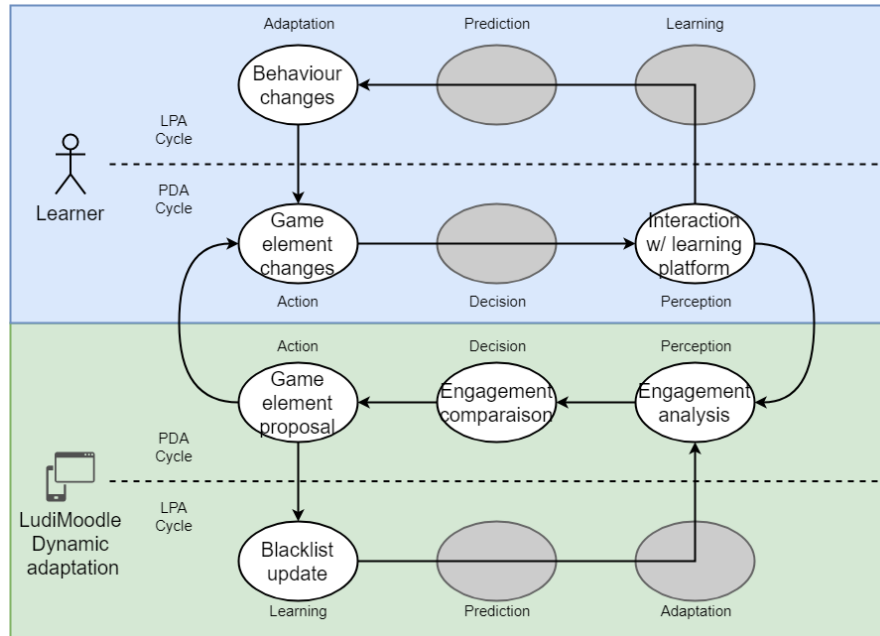 Adaptation
Prediction
Learning
Behaviour
changes
LPA
Cycle
PDA
Cycle
Learner
Game
element
changes
Interaction
w/ learning
platform
Action
Decision
Perception
Action
Decision
Perception
Game
element
proposal
Engagement
comparaison
Engagement
analysis
PDA
Cycle
LPA
Cycle
LudiMoodle
Dynamic
adaptation
Blacklist
update
Learning
Prediction
Adaptation